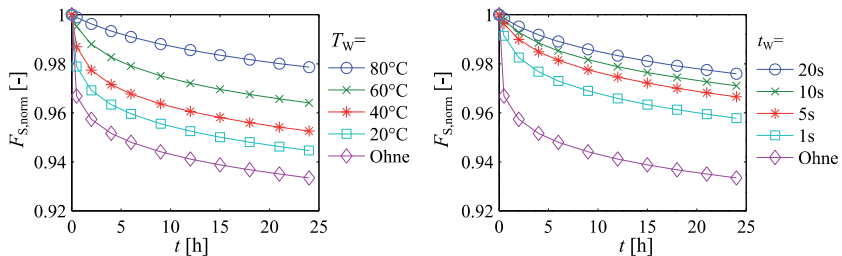 1
0.98
0.96
0.94
0.92
F_S,norm [-]
0 5 10 15 20 25
t [h]
T_W=
80°C
60°C
40°C
20°C
Ohne
1
0.98
0.96
0.94
0.92
F_S,norm [-]
0 5 10 15 20 25
t [h]
t_W=
20s
10s
5s
1s
Ohne